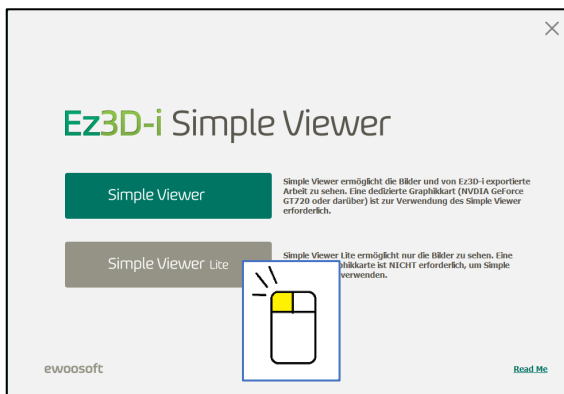 Ez3D-i Simple Viewer
Simple Viewer
Simple Viewer ermöglicht die Bilder und von Ez3D-i exportierte
Arbeit zu sehen. Eine dedizierte Graphikkart (NVDIA GeForce
GT720 oder darüber) ist zur Verwendung des Simple Viewer
erforderlich.
Simple Viewer Lite
Simple Viewer Lite ermöglicht nur die Bilder zu sehen. Eine
ist NICHT erforderlich, um Simple
verwenden.
ewoosoft
Read Me